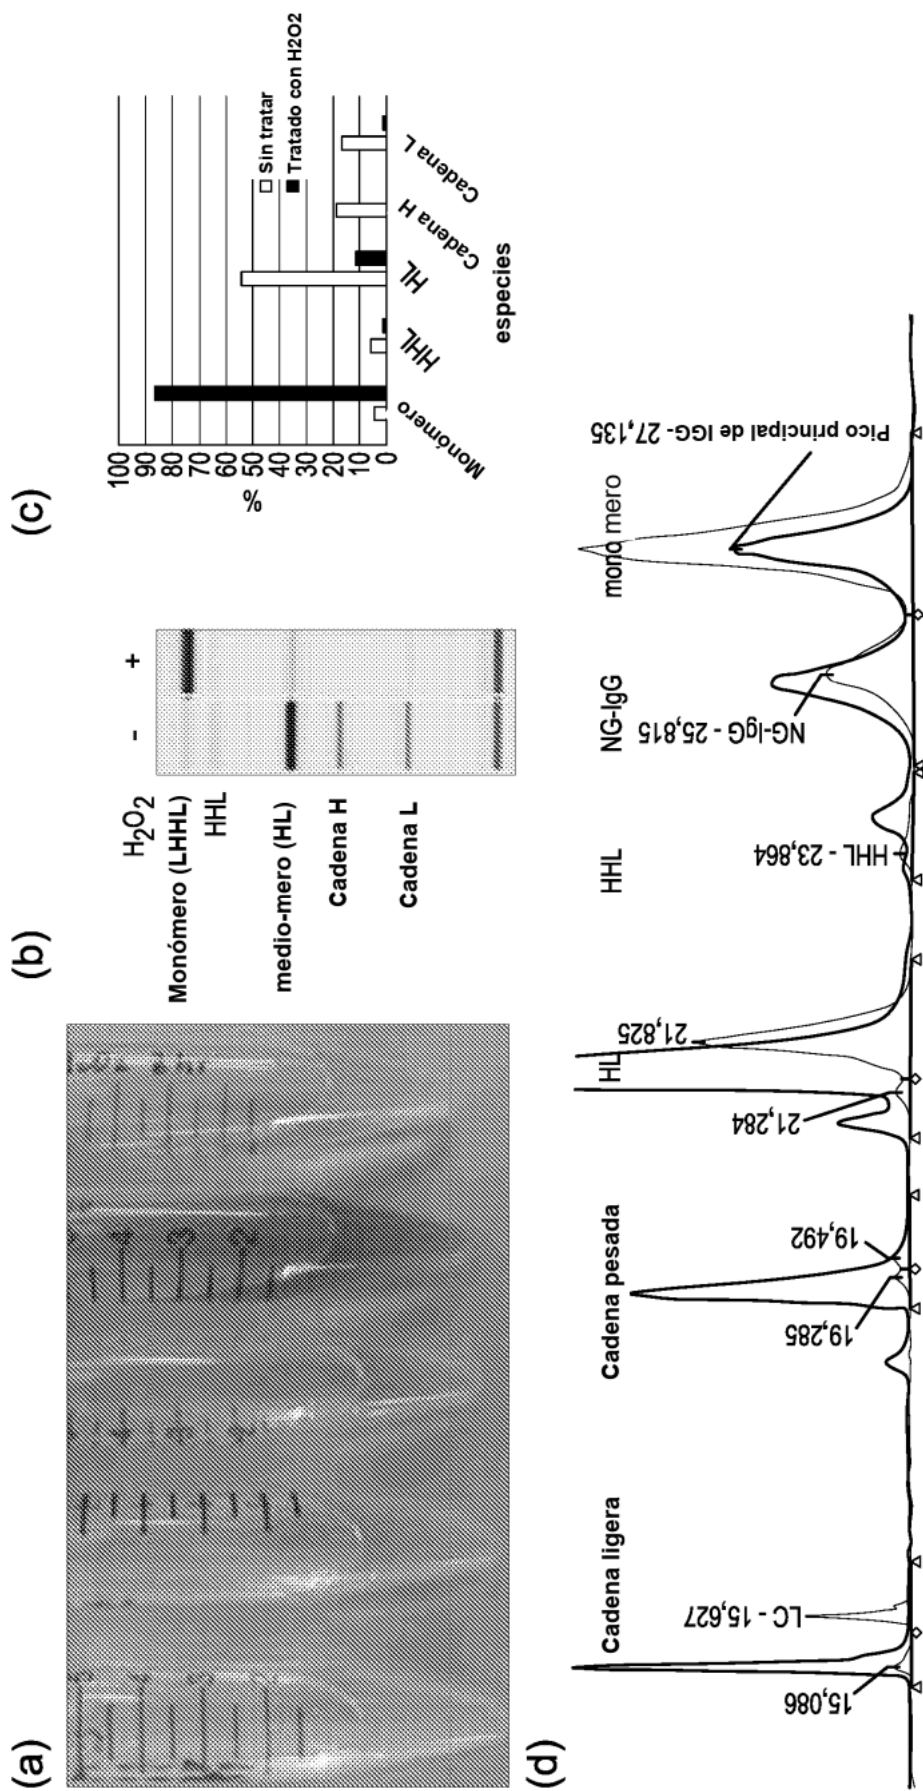 (a)
(b)
H₂O₂
-
+
Monómero (LHHL)
HHL
medio-mero (HL)
Cadena H
Cadena L
(c)
%
100
90
80
70
60
50
40
30
20
10
0
Monómero
HHL
HL
Cadena H
Cadena L
especies
Sin tratar
Tratado con H2O2
(d)
Cadena ligera
Cadena pesada
HL
HHL
NG-IgG
mono mero
15,086
LC - 15,627
19,285
19,492
21,284
21,825
HHL - 23,864
NG-IgG - 25,815
Pico principal de IGG- 27,135